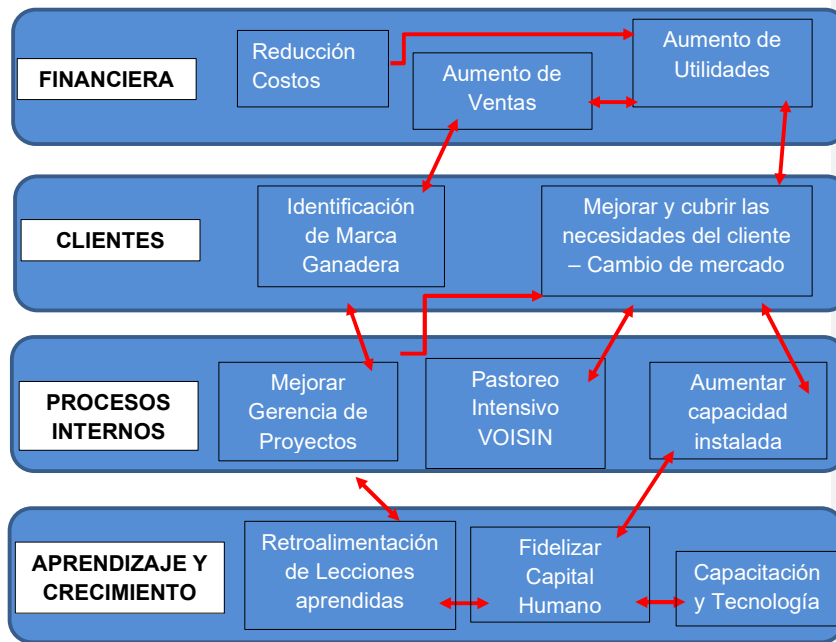 FINANCIERA
Reducción
Costos
Aumento de
Ventas
Aumento de
Utilidades
CLIENTES
Identificación
de Marca
Ganadera
Mejorar y cubrir las
necesidades del cliente
– Cambio de mercado
PROCESOS
INTERNOS
Mejorar
Gerencia de
Proyectos
Pastoreo
Intensivo
VOISIN
Aumentar
capacidad
instalada
APRENDIZAJE Y
CRECIMIENTO
Retroalimentación
de Lecciones
aprendidas
Fidelizar
Capital
Humano
Capacitación
y Tecnología